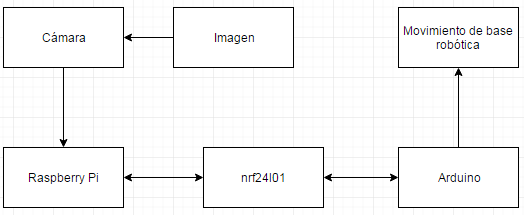 Cámara
Imagen
Movimiento de base
robótica
Raspberry Pi
nrf24l01
Arduino